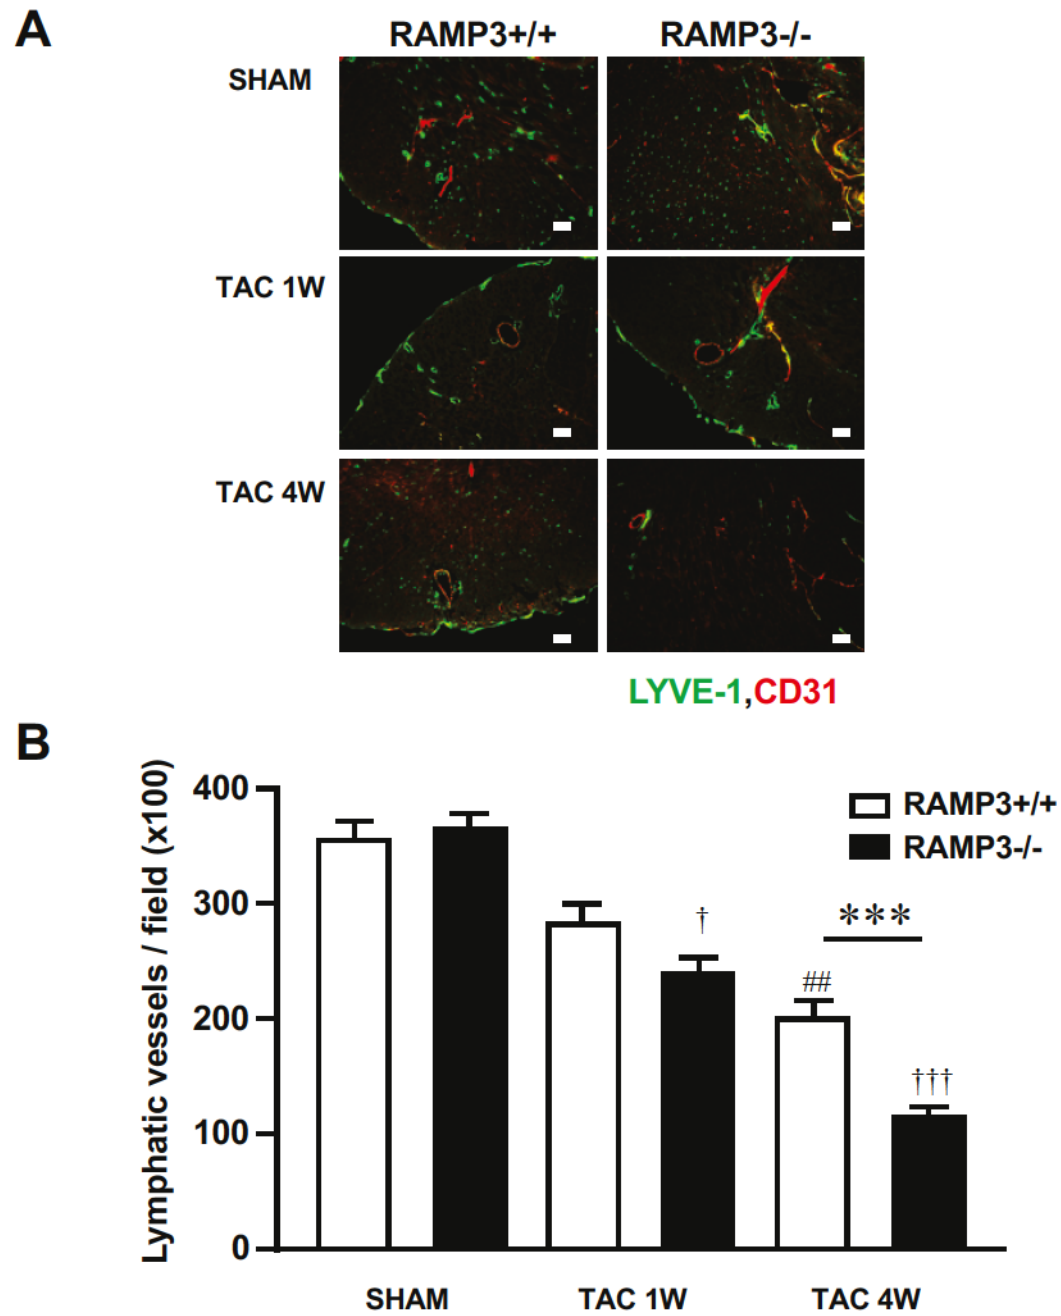 A
RAMP3+/+ RAMP3-/-
SHAM
TAC 1W
TAC 4W
LYVE-1,CD31
B
Lymphatic vessels / field (x100)
400
300
200
100
0
RAMP3+/+
RAMP3-/-
†
***
##
†††
SHAM TAC 1W TAC 4W